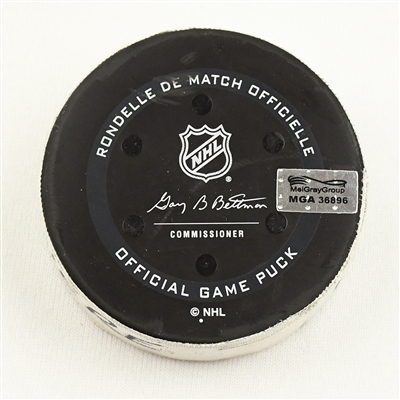 RONDELLE DE MATCH OFFICIELLE
NHL
MeiGrayGroup
MGA 36896
Gary B Bettman
COMMISSIONER
OFFICIAL GAME PUCK
© NHL